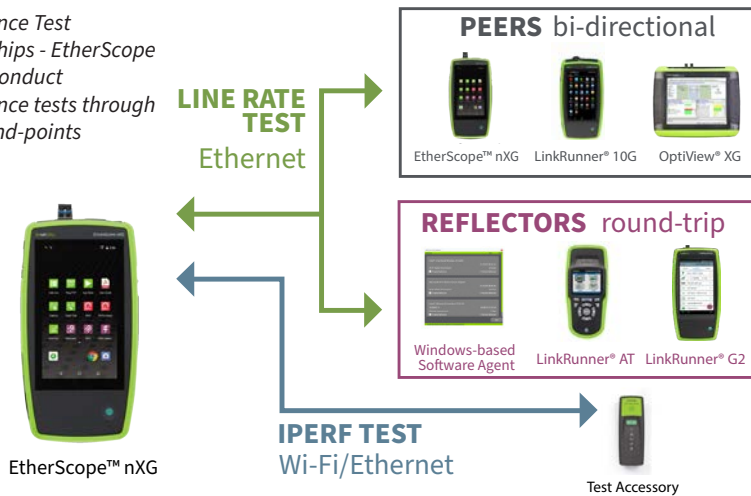 nce Test
hips - EtherScope
onduct
nce tests through
nd-points
LINE RATE
TEST
Ethernet
PEERS bi-directional
EtherScope™ nXG LinkRunner® 10G OptiView® XG
REFLECTORS round-trip
Windows-based
Software Agent
LinkRunner® AT LinkRunner® G2
EtherScope™ nXG
IPERF TEST
Wi-Fi/Ethernet
Test Accessory